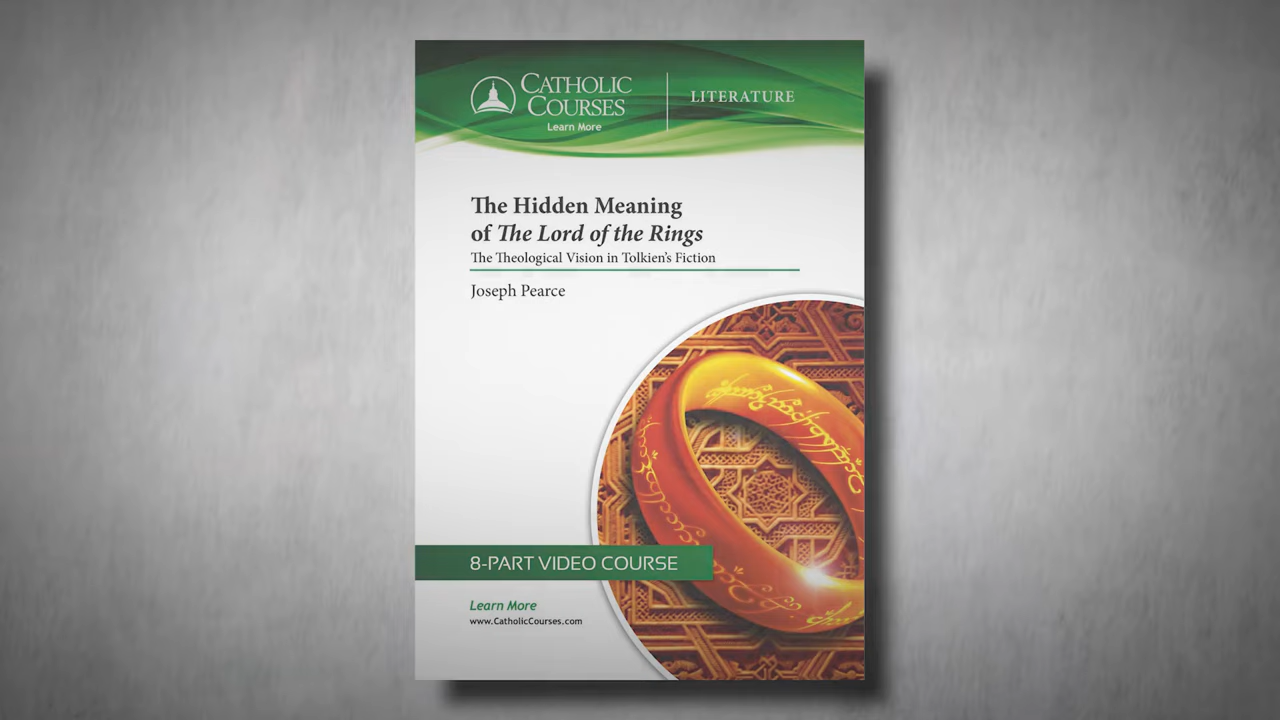 CATHOLIC
COURSES
Learn More
LITERATURE
The Hidden Meaning
of The Lord of the Rings
The Theological Vision in Tolkien's Fiction
Joseph Pearce
8-PART VIDEO COURSE
Learn More
www.CatholicCourses.com